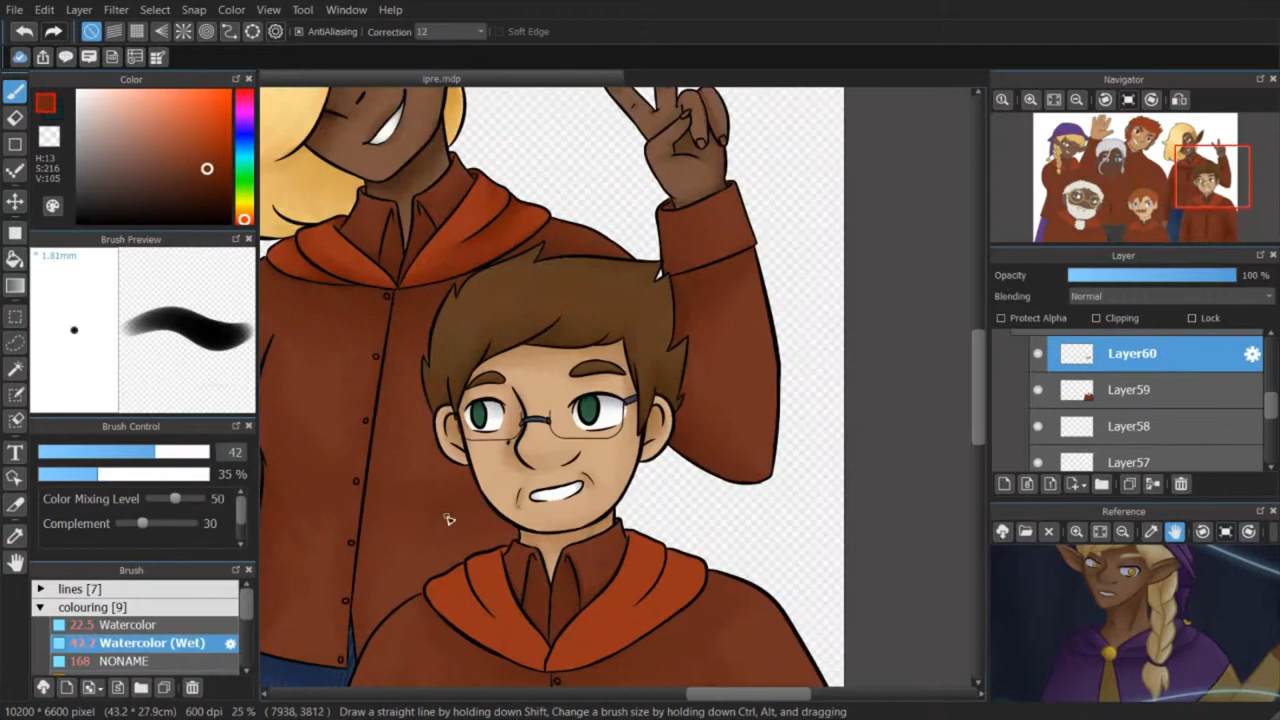 File Edit Layer Filter Select Snap Color View Tool Window Help
AntiAliasing Correction 12 Soft Edge
Color
ipre.mdp
Navigator
H:13
S:216
V:105
Brush Preview
* 1.81mm
Layer
Opacity 100 %
Blending Normal
Protect Alpha Clipping Lock
Layer60
Layer59
Layer58
Layer57
Brush Control
42
35 %
Color Mixing Level 50
Complement 30
Reference
Brush
lines [7]
colouring [9]
22.5 Watercolor
42.7 Watercolor (Wet)
168 NONAME
10200 * 6600 pixel (43.2 * 27.9cm) 600 dpi 25 % ( 7938, 3812 ) Draw a straight line by holding down Shift, Change a brush size by holding down Ctrl, Alt, and dragging